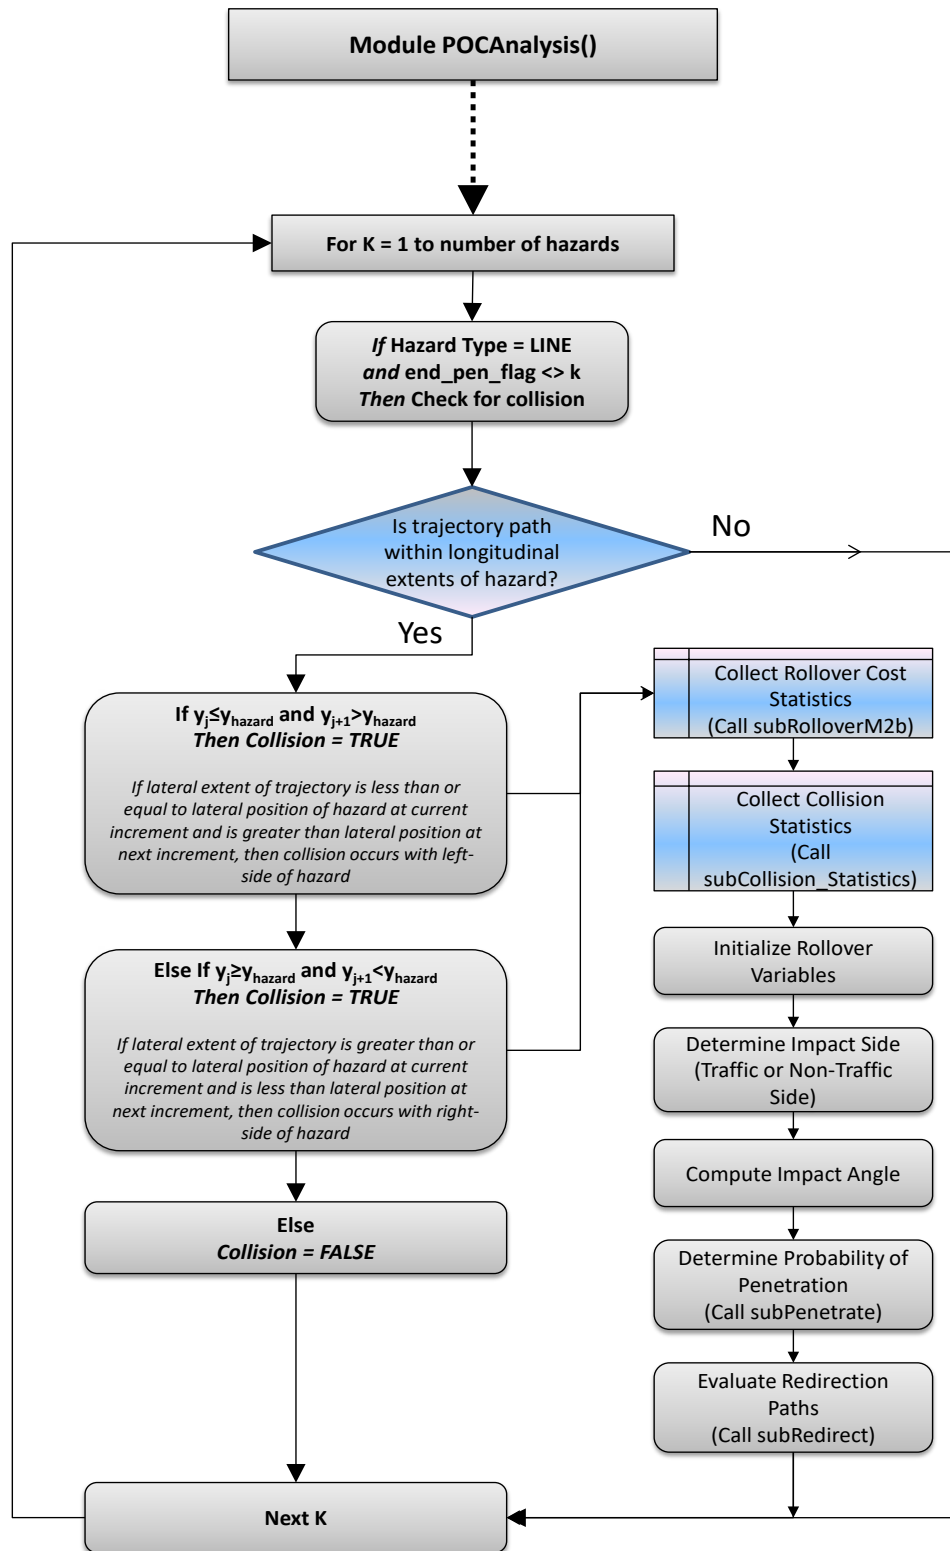 Module POCAnalysis()
For K = 1 to number of hazards
If Hazard Type = LINE
and end_pen_flag <> k
Then Check for collision
Is trajectory path
within longitudinal
extents of hazard?
No
Yes
If yj≤yhazard and yj+1>yhazard
Then Collision = TRUE
If lateral extent of trajectory is less than or
equal to lateral position of hazard at current
increment and is greater than lateral position at
next increment, then collision occurs with left-
side of hazard
Else If yj≥yhazard and yj+1<yhazard
Then Collision = TRUE
If lateral extent of trajectory is greater than or
equal to lateral position of hazard at current
increment and is less than lateral position at
next increment, then collision occurs with right-
side of hazard
Else
Collision = FALSE
Next K
Collect Rollover Cost
Statistics
(Call subRolloverM2b)
Collect Collision
Statistics
(Call
subCollision_Statistics)
Initialize Rollover
Variables
Determine Impact Side
(Traffic or Non-Traffic
Side)
Compute Impact Angle
Determine Probability of
Penetration
(Call subPenetrate)
Evaluate Redirection
Paths
(Call subRedirect)